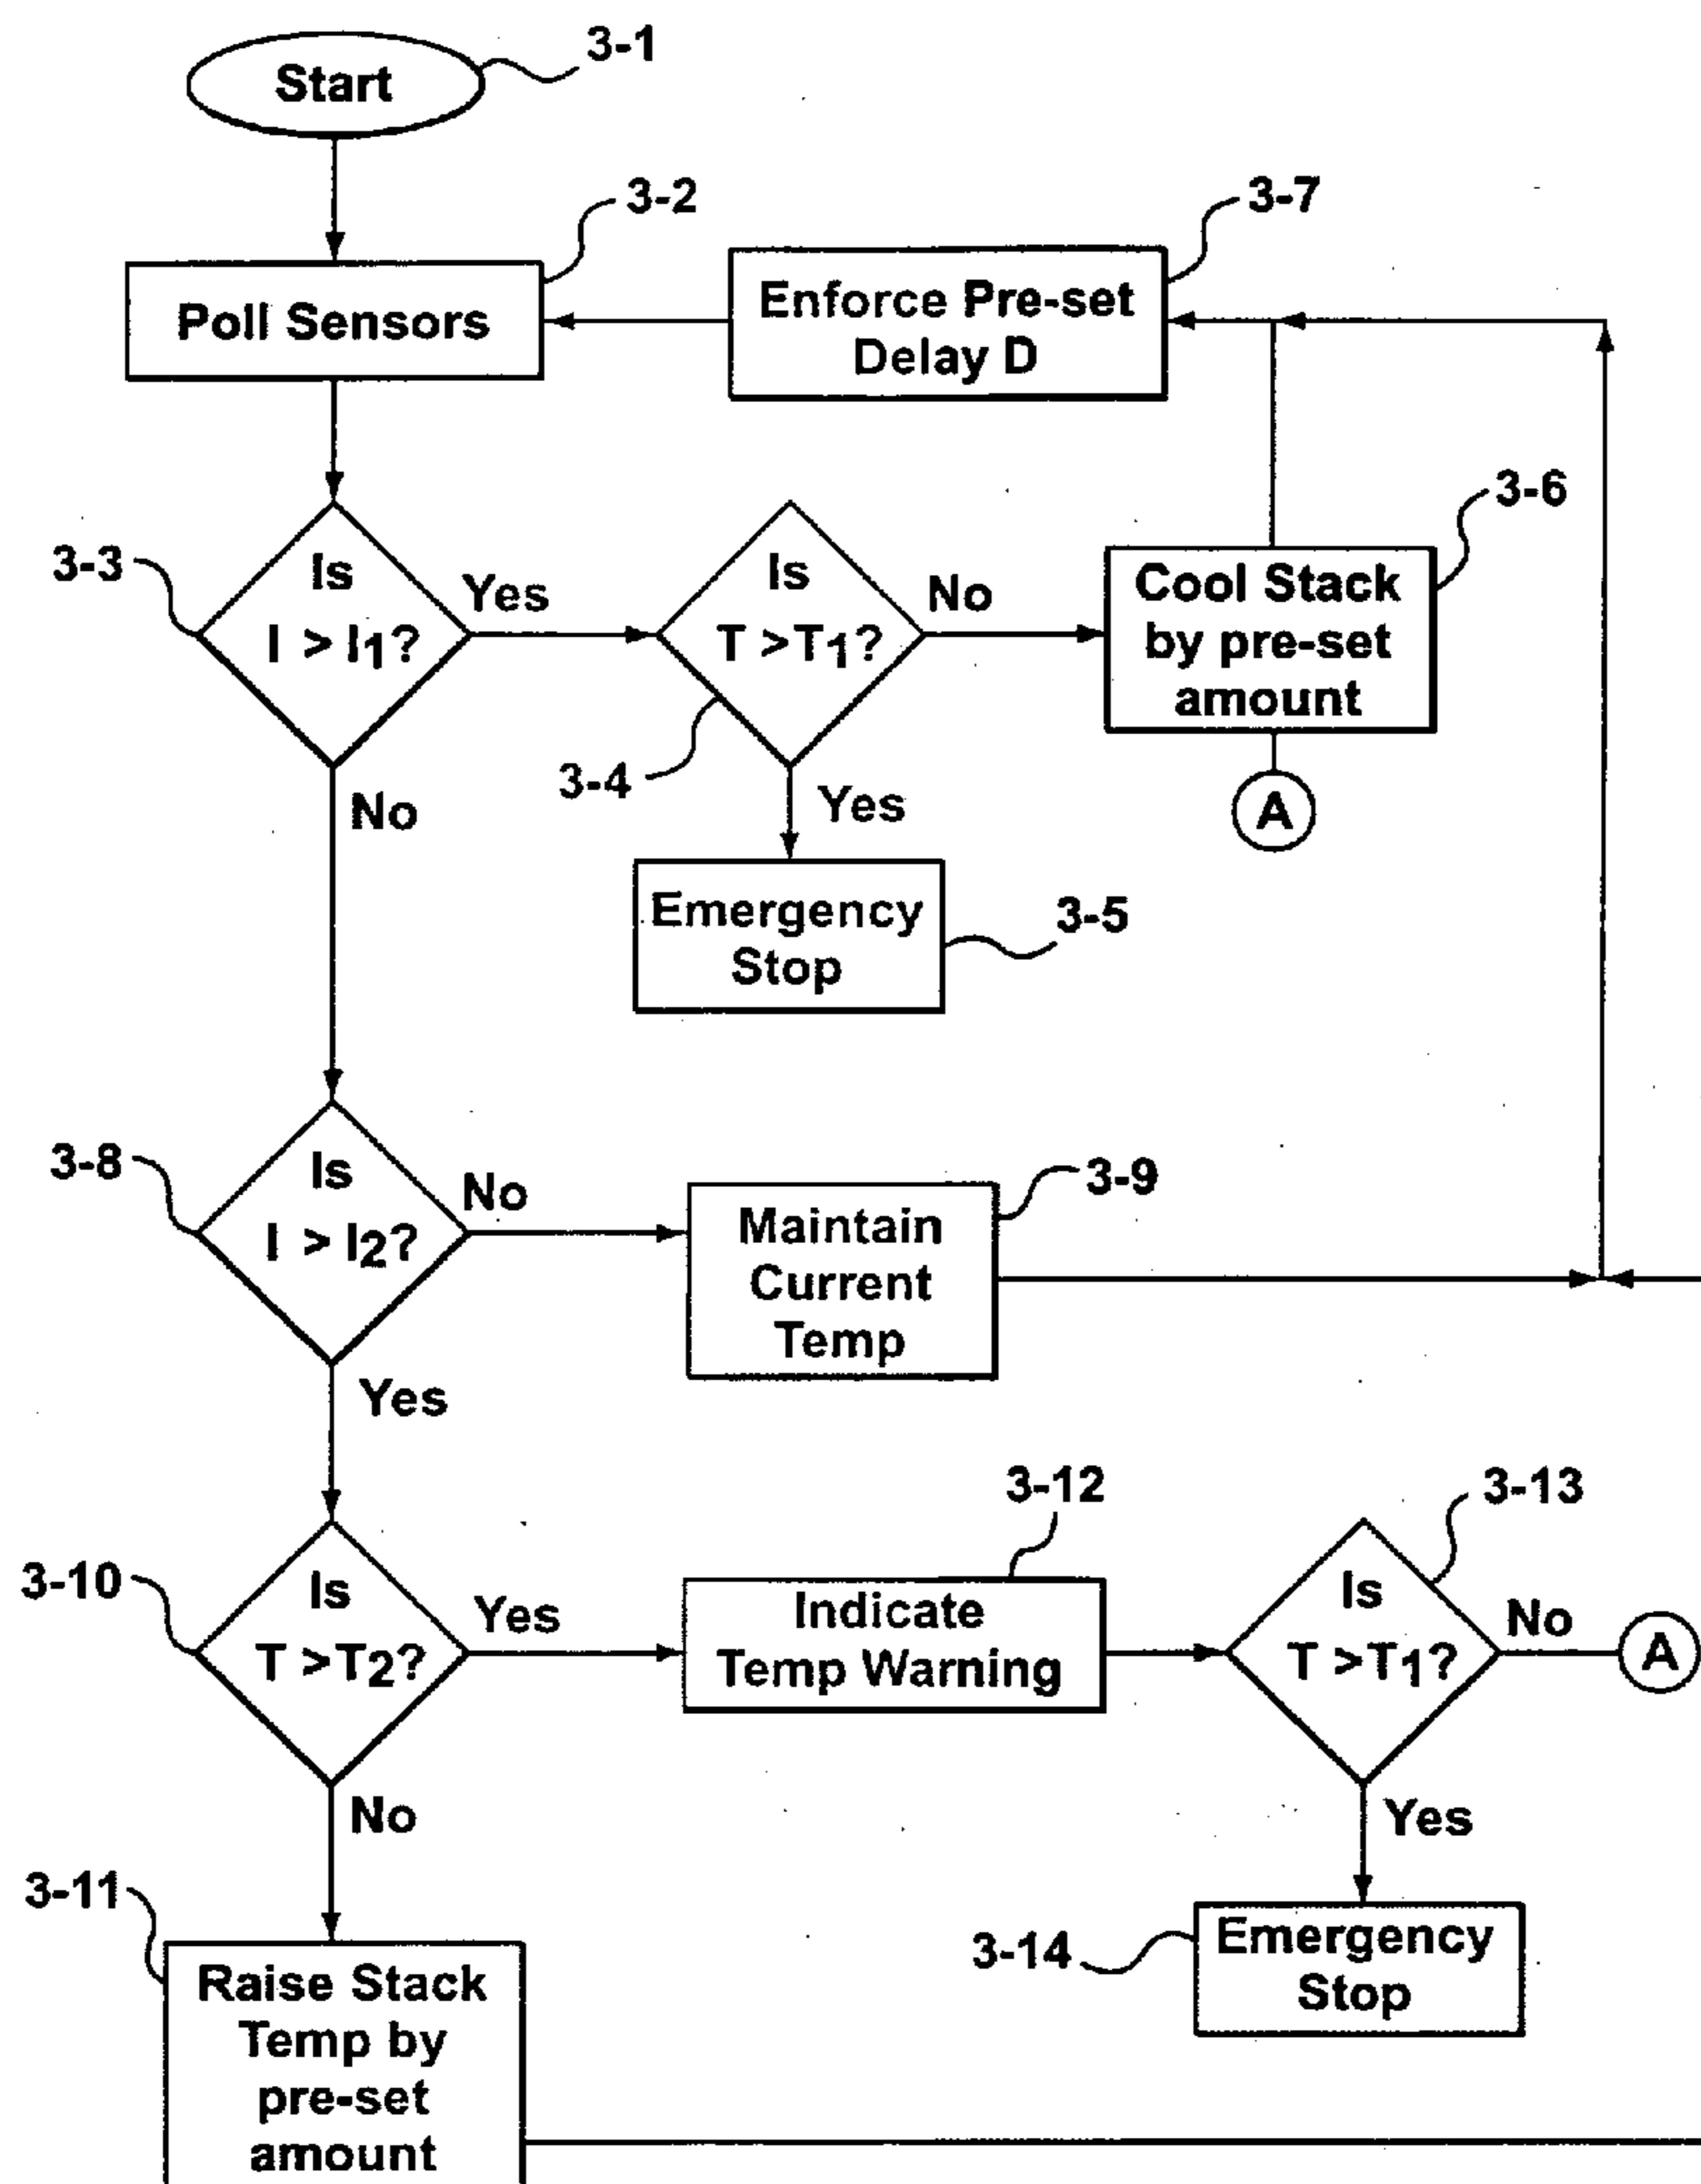 Start
3-1
3-2
Poll Sensors
3-7
Enforce Pre-set
Delay D
3-3
Is
I > I1?
Yes
3-4
Is
T >T1?
No
3-6
Cool Stack
by pre-set
amount
A
No
Yes
Emergency
Stop
3-5
3-8
Is
I > I2?
No
3-9
Maintain
Current
Temp
Yes
3-10
Is
T >T2?
Yes
3-12
Indicate
Temp Warning
3-13
Is
T >T1?
No
A
No
Yes
3-11
Raise Stack
Temp by
pre-set
amount
3-14
Emergency
Stop